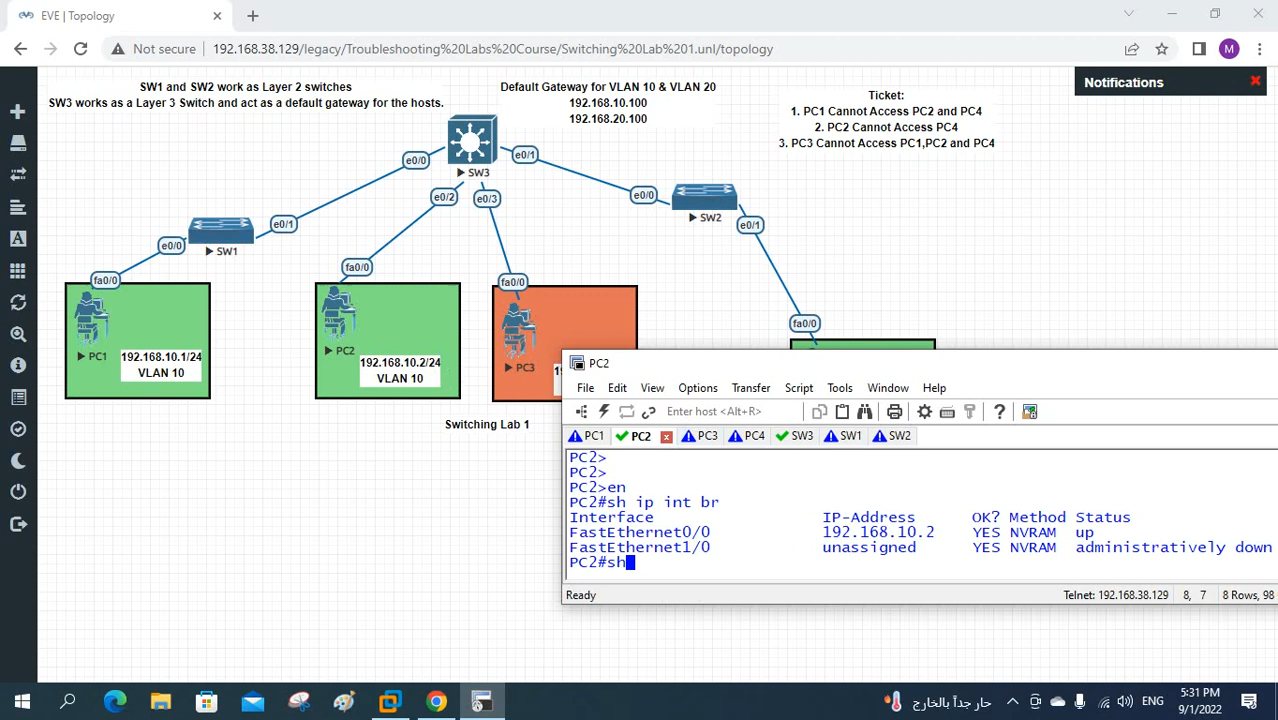 EVE | Topology
Not secure
192.168.38.129/legacy/Troubleshooting%20Labs%20Course/Switching%20Lab%201.unl/topology
M
SW1 and SW2 work as Layer 2 switches
SW3 works as a Layer 3 Switch and act as a default gateway for the hosts.
Default Gateway for VLAN 10 & VLAN 20
192.168.10.100
192.168.20.100
Notifications
Ticket:
1. PC1 Cannot Access PC2 and PC4
2. PC2 Cannot Access PC4
3. PC3 Cannot Access PC1,PC2 and PC4
e0/0
e0/1
SW3
e0/2
e0/3
e0/0
SW2
e0/1
e0/1
SW1
e0/0
fa0/0
fa0/0
fa0/0
fa0/0
PC1
192.168.10.1/24
VLAN 10
PC2
192.168.10.2/24
VLAN 10
PC3
Switching Lab 1
PC2
File Edit View Options Transfer Script Tools Window Help
Enter host <Alt+R>
PC1 PC2 PC3 PC4 SW3 SW1 SW2
PC2>
PC2>
PC2>en
PC2#sh ip int br
Interface IP-Address OK? Method Status
FastEthernet0/0 192.168.10.2 YES NVRAM up
FastEthernet1/0 unassigned YES NVRAM administratively down
PC2#sh
Ready
Telnet: 192.168.38.129
8, 7
8 Rows, 98
حار جداً بالخارج
ENG
5:31 PM
9/1/2022